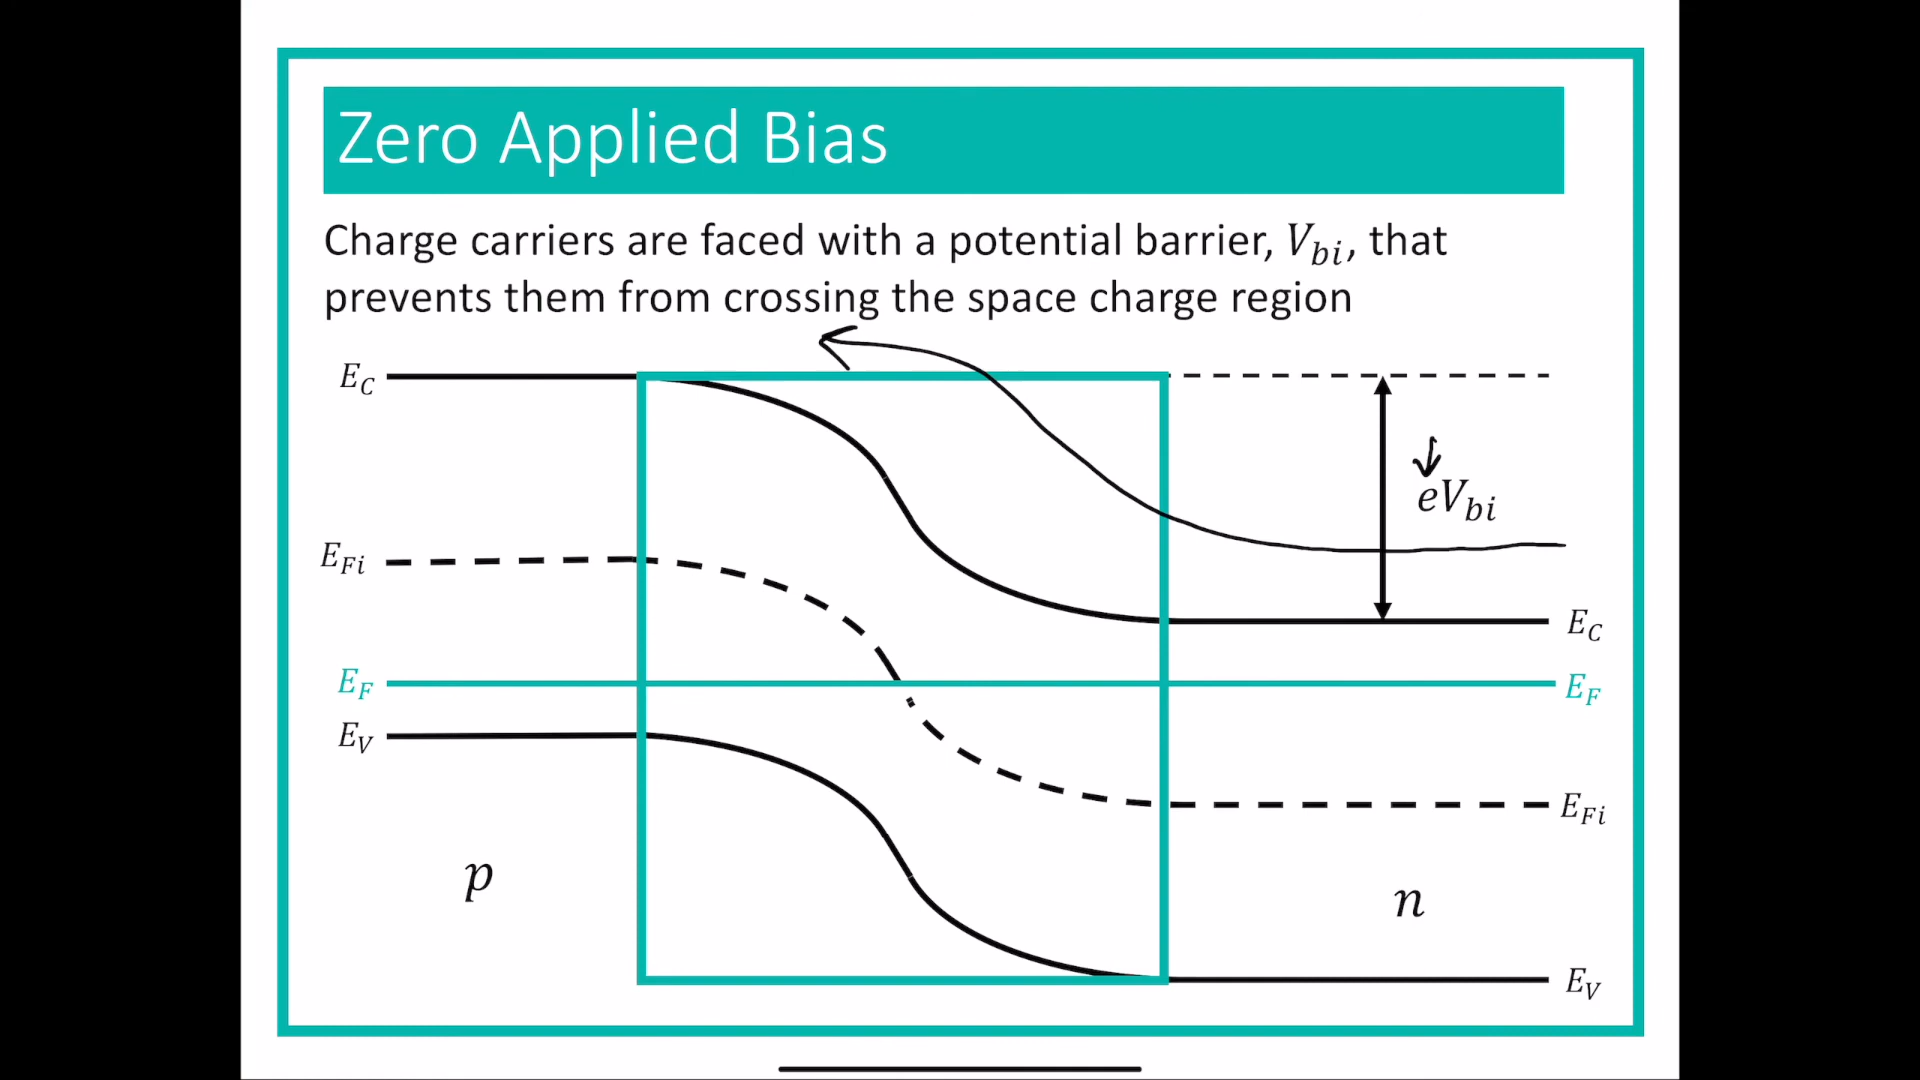 Zero Applied Bias
Charge carriers are faced with a potential barrier, V_bi, that
prevents them from crossing the space charge region
E_C
eV_bi
E_Fi
E_C
E_F
E_F
E_V
E_Fi
p
n
E_V